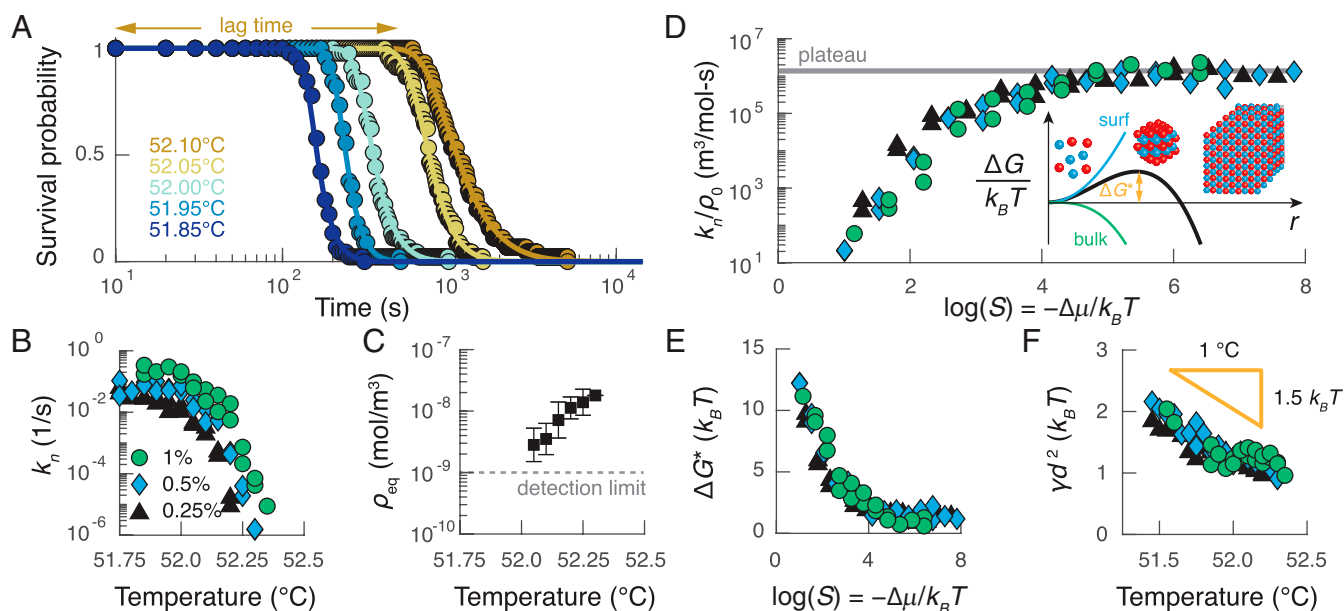 A
lag time
Survival probability
1
0.5
0
52.10°C
52.05°C
52.00°C
51.95°C
51.85°C
10¹ 10² 10³ 10⁴
Time (s)
B
kₙ (1/s)
10⁰
10⁻²
10⁻⁴
10⁻⁶
1%
0.5%
0.25%
51.75 52.0 52.25 52.5
Temperature (°C)
C
ρeq (mol/m³)
10⁻⁷
10⁻⁸
10⁻⁹
10⁻¹⁰
detection limit
51.75 52.0 52.25 52.5
Temperature (°C)
D
kₙ/ρ₀ (m³/mol-s)
10⁷
10⁵
10³
10¹
plateau
surf
ΔG
k_BT
ΔG*
r
bulk
0 2 4 6 8
log(S) = −Δμ/k_BT
E
ΔG* (k_BT)
15
10
5
0
0 4 8
log(S) = −Δμ/k_BT
F
γd² (k_BT)
3
2
1
0
1 °C
1.5 k_BT
51.5 52.0 52.5
Temperature (°C)